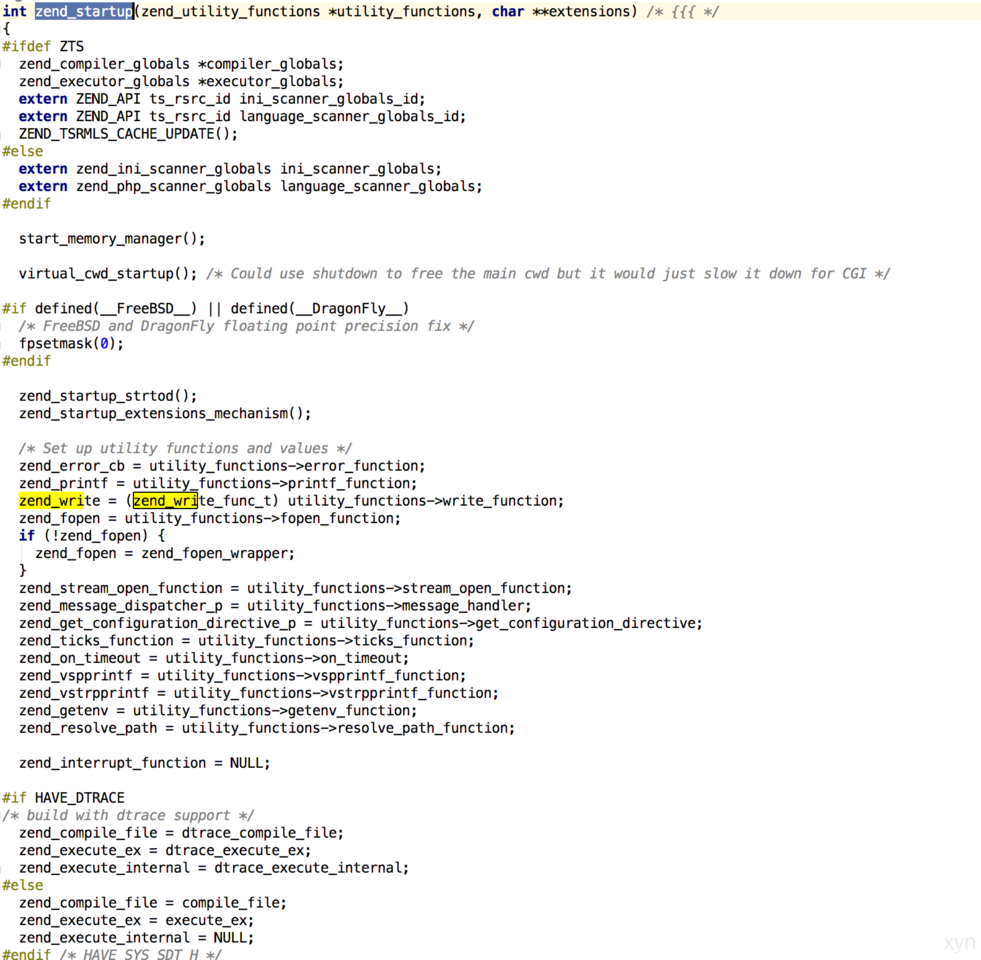 int zend_startup(zend_utility_functions *utility_functions, char **extensions) /* {{{ */
{
#ifdef ZTS
  zend_compiler_globals *compiler_globals;
  zend_executor_globals *executor_globals;
  extern ZEND_API ts_rsrc_id ini_scanner_globals_id;
  extern ZEND_API ts_rsrc_id language_scanner_globals_id;
  ZEND_TSRMLS_CACHE_UPDATE();
#else
  extern zend_ini_scanner_globals ini_scanner_globals;
  extern zend_php_scanner_globals language_scanner_globals;
#endif
  start_memory_manager();
  virtual_cwd_startup(); /* Could use shutdown to free the main cwd but it would just slow it down for CGI */
#if defined(__FreeBSD__) || defined(__DragonFly__)
  /* FreeBSD and DragonFly floating point precision fix */
  fpsetmask(0);
#endif
  zend_startup_strtod();
  zend_startup_extensions_mechanism();
  /* Set up utility functions and values */
  zend_error_cb = utility_functions->error_function;
  zend_printf = utility_functions->printf_function;
  zend_write = (zend_write_func_t) utility_functions->write_function;
  zend_fopen = utility_functions->fopen_function;
  if (!zend_fopen) {
    zend_fopen = zend_fopen_wrapper;
  }
  zend_stream_open_function = utility_functions->stream_open_function;
  zend_message_dispatcher_p = utility_functions->message_handler;
  zend_get_configuration_directive_p = utility_functions->get_configuration_directive;
  zend_ticks_function = utility_functions->ticks_function;
  zend_on_timeout = utility_functions->on_timeout;
  zend_vspprintf = utility_functions->vspprintf_function;
  zend_vstrpprintf = utility_functions->vstrpprintf_function;
  zend_getenv = utility_functions->getenv_function;
  zend_resolve_path = utility_functions->resolve_path_function;
  zend_interrupt_function = NULL;
#if HAVE_DTRACE
/* build with dtrace support */
  zend_compile_file = dtrace_compile_file;
  zend_execute_ex = dtrace_execute_ex;
  zend_execute_internal = dtrace_execute_internal;
#else
  zend_compile_file = compile_file;
  zend_execute_ex = execute_ex;
  zend_execute_internal = NULL;
#endif /* HAVE_SYS_SDT_H */
xyn